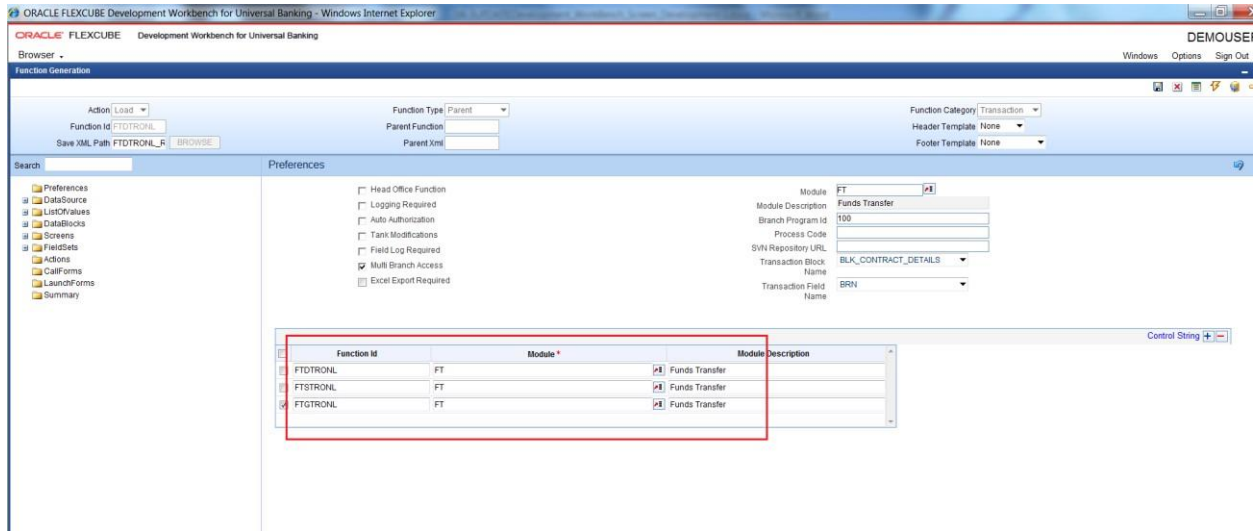 ORACLE FLEXCUBE Development Workbench for Universal Banking - Windows Internet Explorer
ORACLE FLEXCUBE Development Workbench for Universal Banking
DEMOUSER
Browser
Windows Options Sign Out
Function Generation
Action Load Function Type Parent Function Category Transaction
Function Id FTDTRONL Parent Function Header Template None
Save XML Path FTDTRONL_R BROWSE Parent Xml Footer Template None
Search
Preferences
DataSource
ListOfValues
DataBlocks
Screens
FieldSets
Actions
CallForms
LaunchForms
Summary
Preferences
Head Office Function
Logging Required
Auto Authorization
Tank Modifications
Field Log Required
Multi Branch Access
Excel Export Required
Module FT
Module Description Funds Transfer
Branch Program Id 100
Process Code
SVN Repository URL
Transaction Block BLK_CONTRACT_DETAILS
Name
Transaction Field BRN
Name
Control String + -
Function Id Module * Module Description
FTDTRONL FT Funds Transfer
FTSTRONL FT Funds Transfer
FTGTRONL FT Funds Transfer